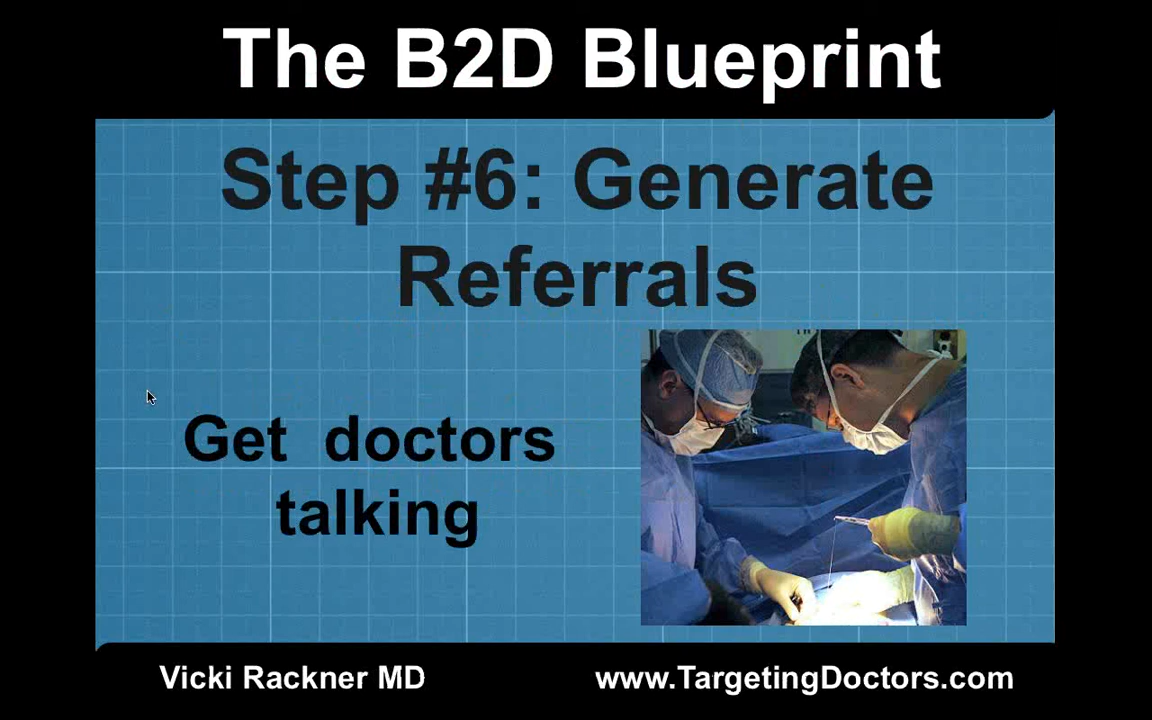 The B2D Blueprint
Step #6: Generate
Referrals
Get doctors
talking
Vicki Rackner MD
www.TargetingDoctors.com